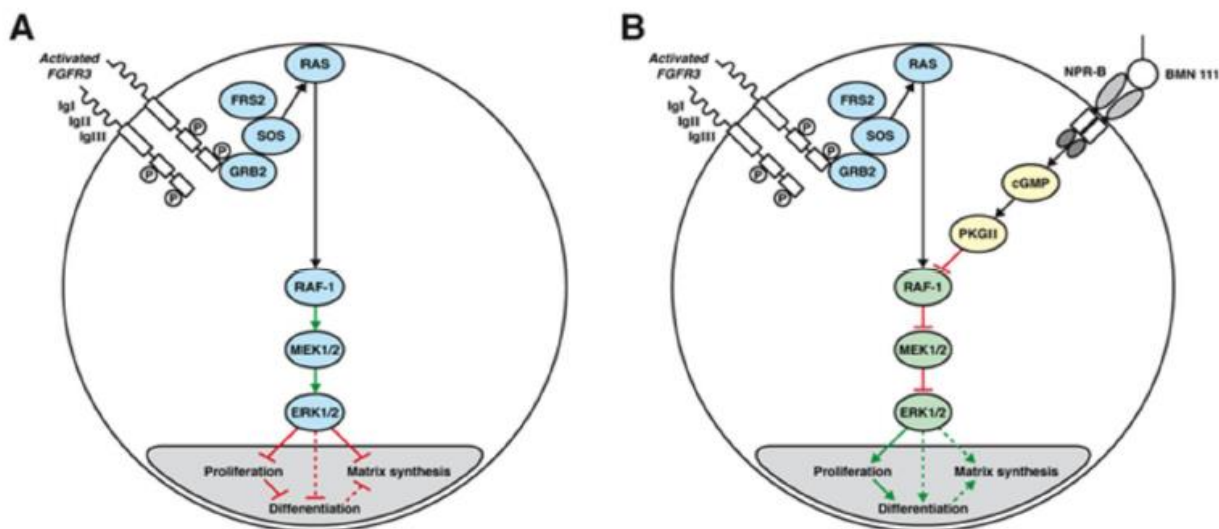 A
Activated
FGFR3
IgI
IgII
IgIII
P
P
P
P
FRS2
SOS
GRB2
RAS
RAF-1
MEK1/2
ERK1/2
Proliferation
Matrix synthesis
Differentiation
B
Activated
FGFR3
IgI
IgII
IgIII
P
P
P
P
FRS2
SOS
GRB2
RAS
NPR-B
BMN 111
cGMP
PKGII
RAF-1
MEK1/2
ERK1/2
Proliferation
Matrix synthesis
Differentiation